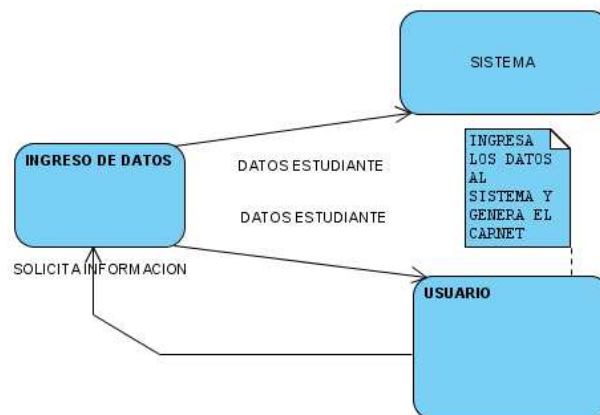 SISTEMA
INGRESO DE DATOS
DATOS ESTUDIANTE
INGRESA
LOS DATOS
AL
SISTEMA Y
GENERA EL
CARNET
DATOS ESTUDIANTE
SOLICITA INFORMACION
USUARIO